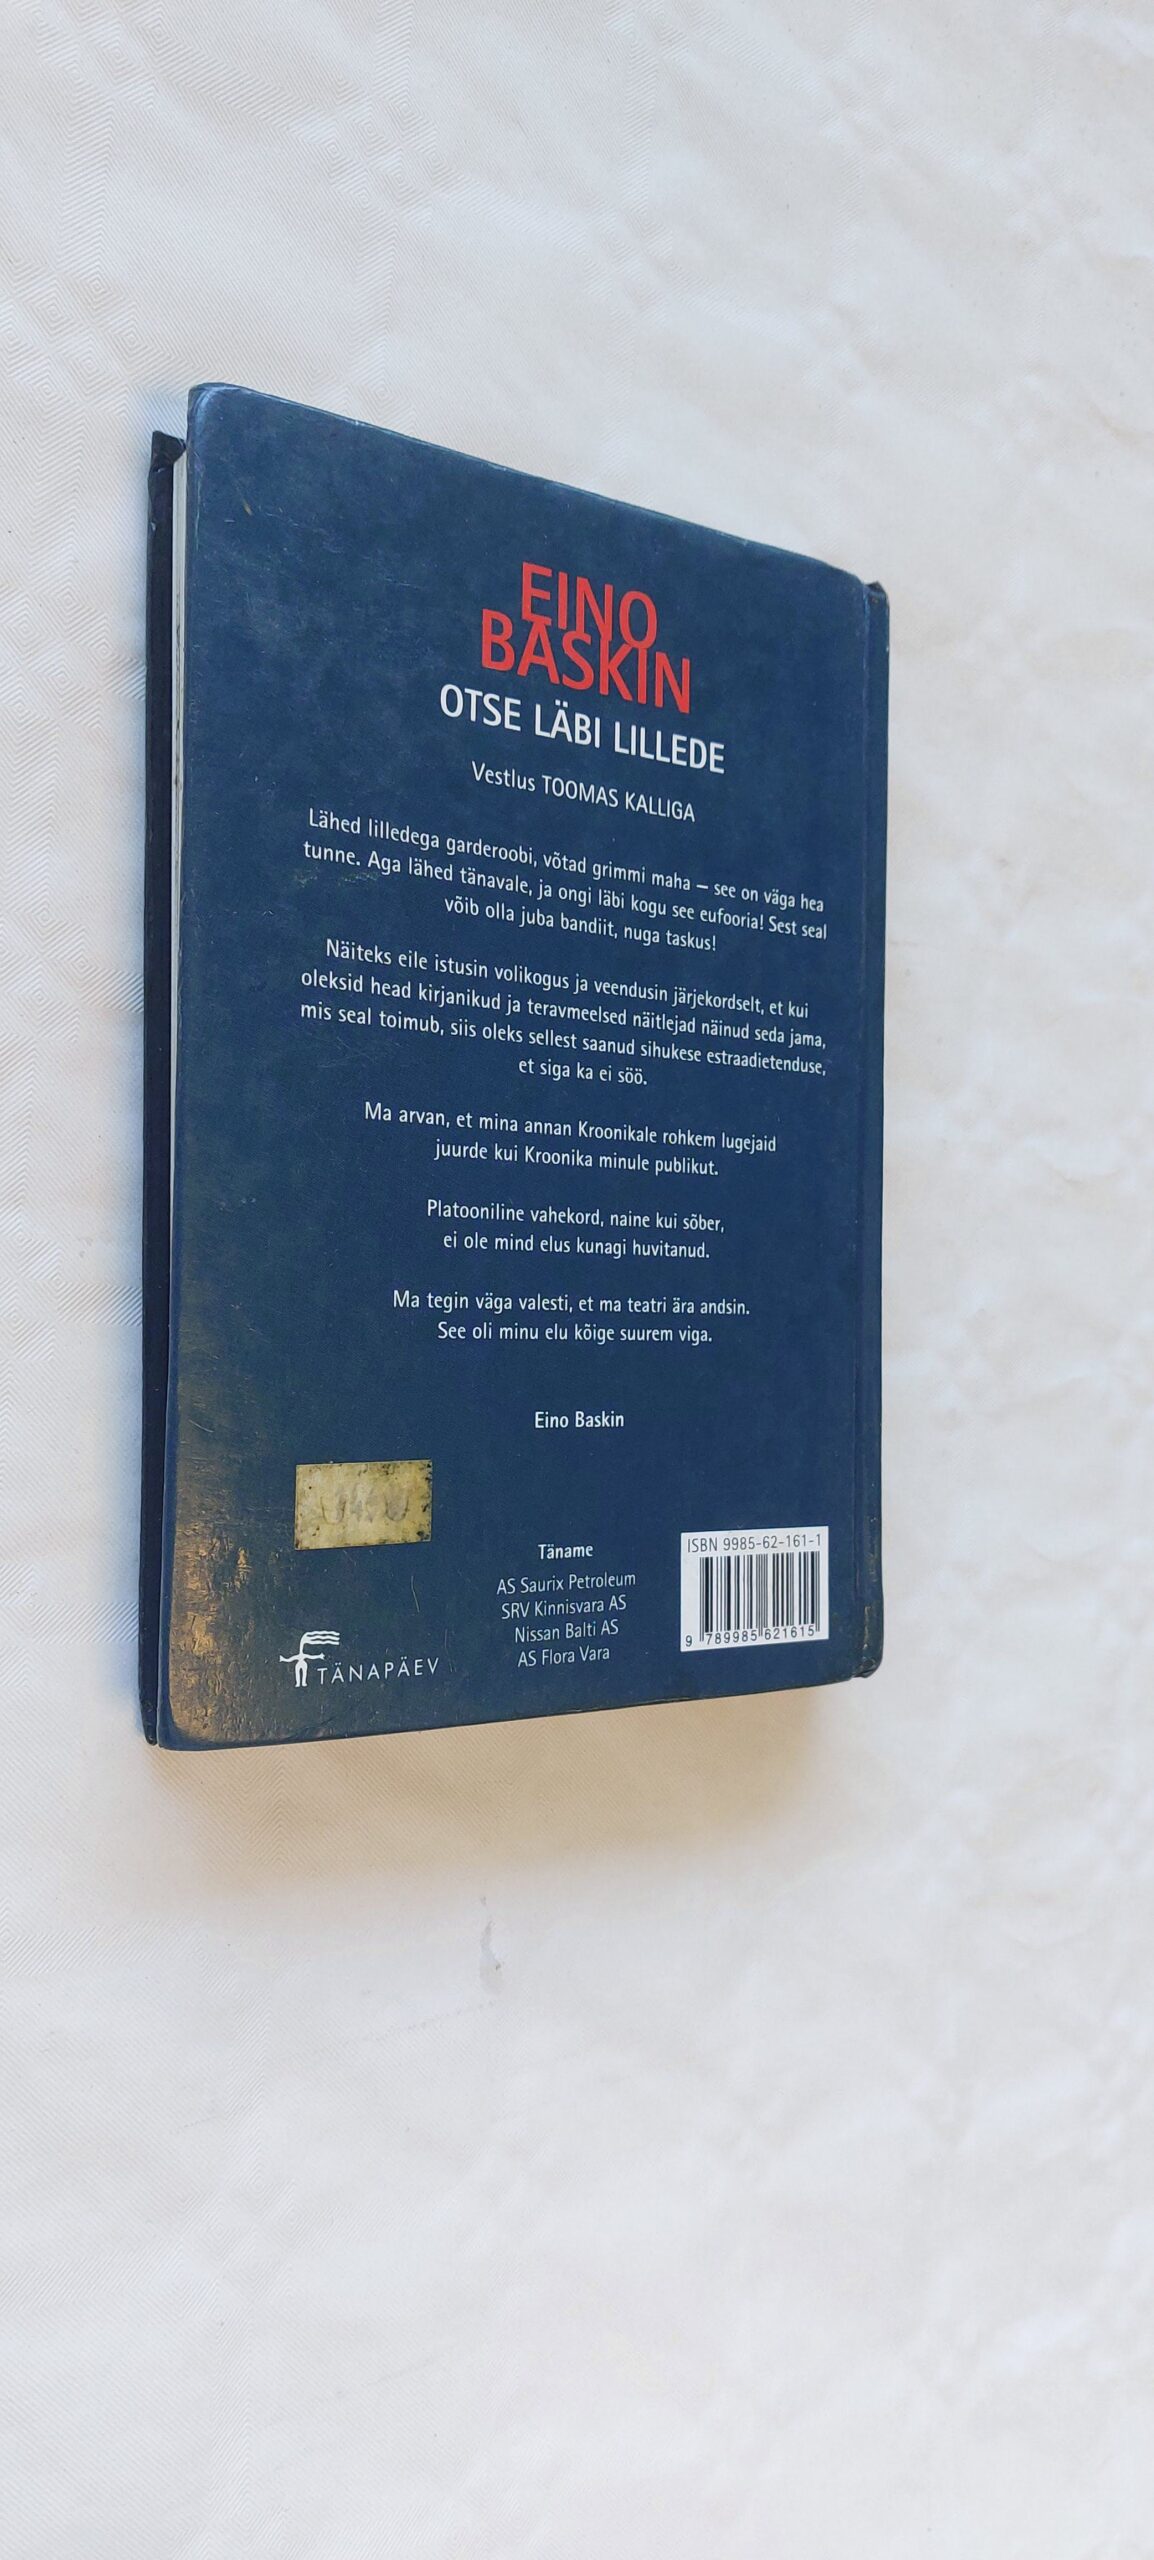 EINO
BASKIN
OTSE LÄBI LILLEDE
Vestlus TOOMAS KALLIGA
Lähed lilledega garderoobi, võtad grimmi maha – see on väga hea
tunne. Aga lähed tänavale, ja ongi läbi kogu see eufooria! Sest seal
võib olla juba bandiit, nuga taskus!
Näiteks eile istusin volikogus ja veendusin järjekordselt, et kui
oleksid head kirjanikud ja teravmeelsed näitlejad näinud seda jama,
mis seal toimub, siis oleks sellest saanud sihukese estraadietenduse,
et siga ka ei söö.
Ma arvan, et mina annan Kroonikale rohkem lugejaid
juurde kui Kroonika minule publikut.
Platooniline vahekord, naine kui sõber,
ei ole mind elus kunagi huvitanud.
Ma tegin väga valesti, et ma teatri ära andsin.
See oli minu elu kõige suurem viga.
Eino Baskin
Täname
AS Saurix Petroleum
SRV Kinnisvara AS
Nissan Balti AS
AS Flora Vara
TÄNAPÄEV
ISBN 9985-62-161-1
9 789985 621615